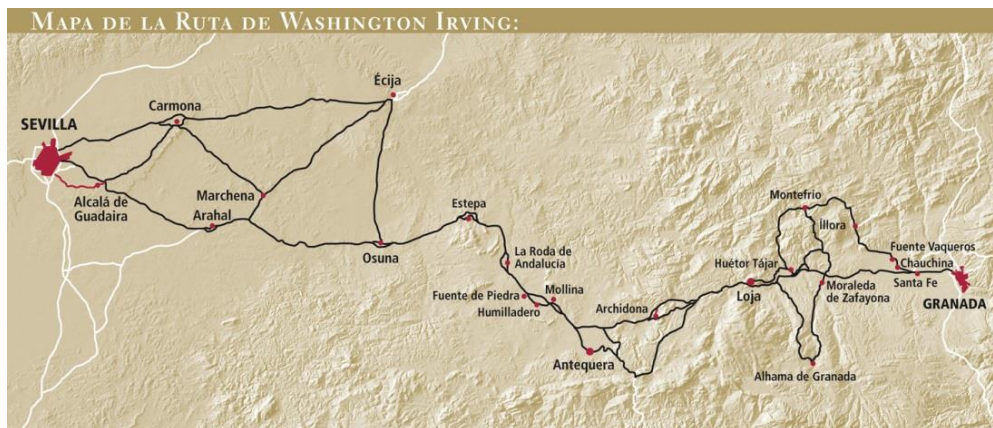 MAPA DE LA RUTA DE WASHINGTON IRVING:
Écija
Carmona
SEVILLA
Alcalá de
Guadaira
Marchena
Arahal
Osuna
Estepa
La Roda de
Andalucía
Fuente de Piedra
Mollina
Humilladero
Antequera
Archidona
Loja
Huétor Tájar
Montefrío
Íllora
Moraleda
de Zafayona
Alhama de Granada
Fuente Vaqueros
Chauchina
Santa Fe
GRANADA